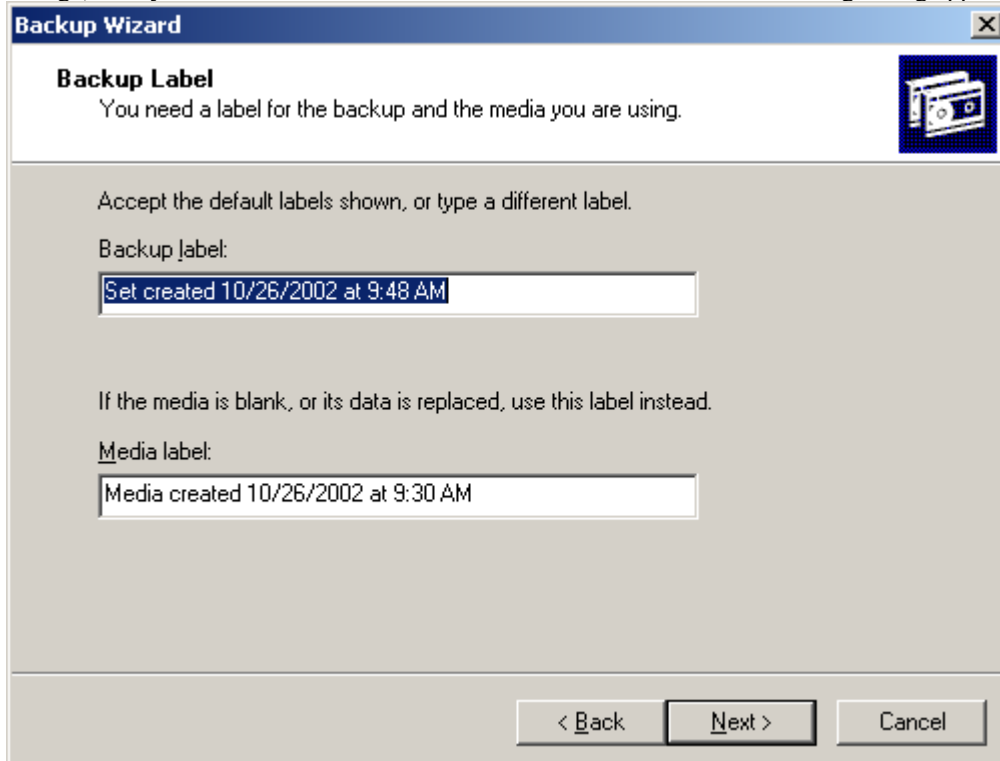 Backup Wizard
Backup Label
You need a label for the backup and the media you are using.
Accept the default labels shown, or type a different label.
Backup label:
Set created 10/26/2002 at 9:48 AM
If the media is blank, or its data is replaced, use this label instead.
Media label:
Media created 10/26/2002 at 9:30 AM
< Back Next > Cancel